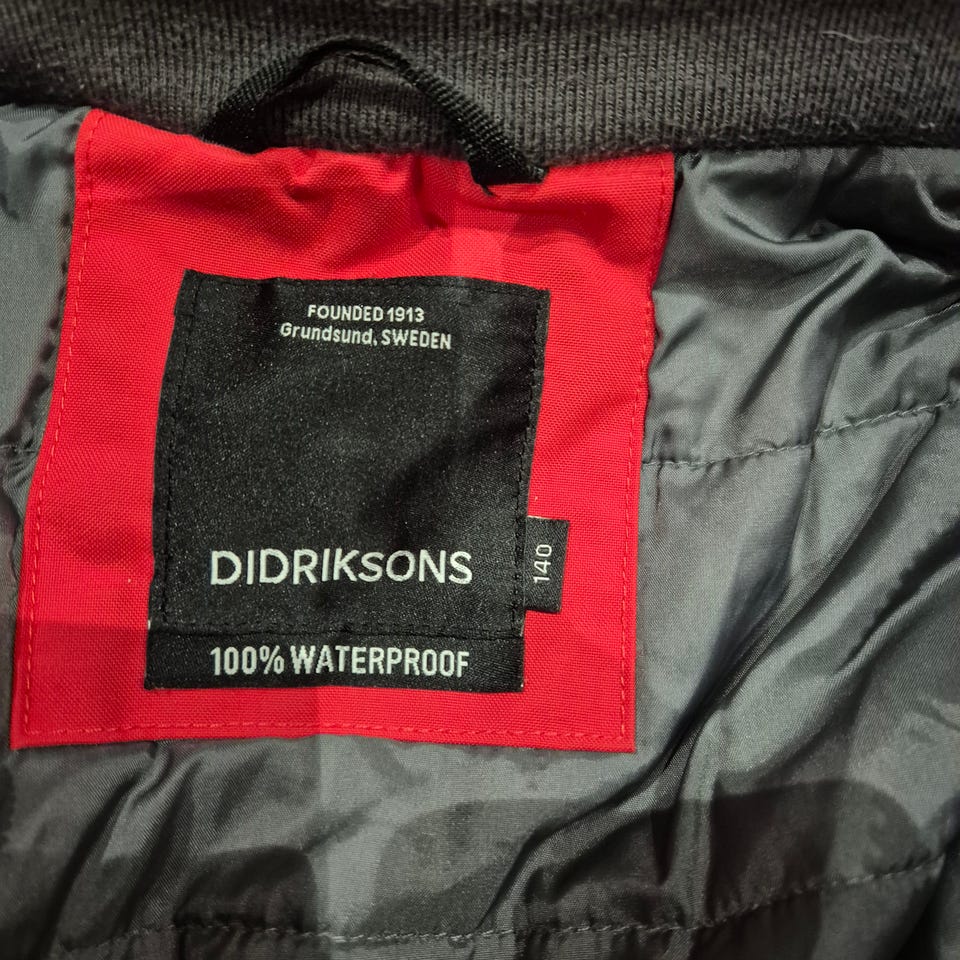 FOUNDED 1913
Grundsund, SWEDEN
DIDRIKSONS
140
100% WATERPROOF